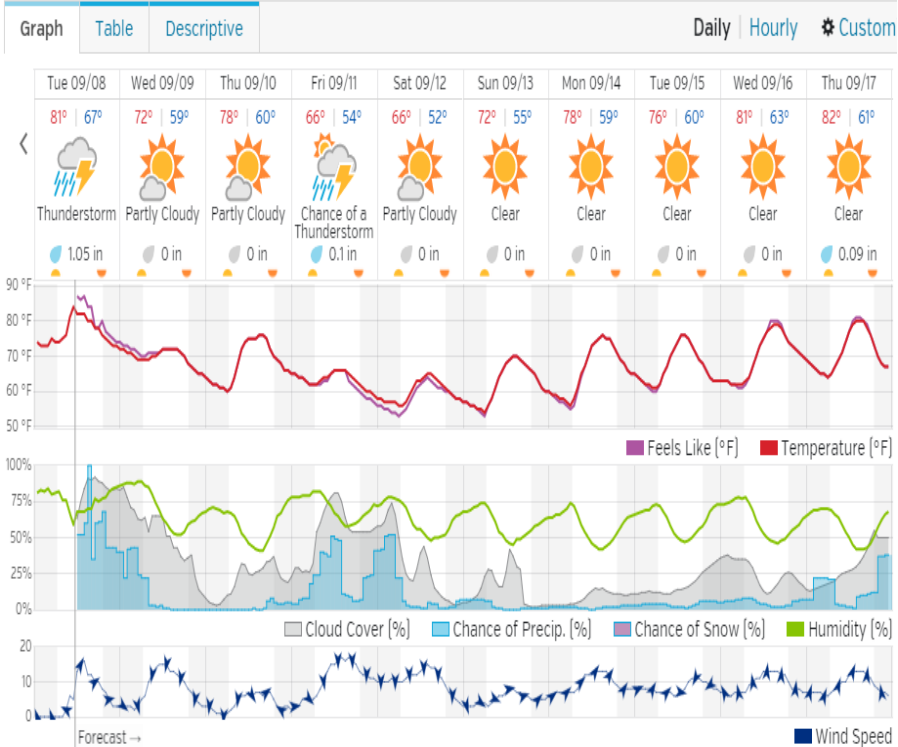 Graph Table Descriptive Daily Hourly Custom
Tue 09/08 Wed 09/09 Thu 09/10 Fri 09/11 Sat 09/12 Sun 09/13 Mon 09/14 Tue 09/15 Wed 09/16 Thu 09/17
81° 67° 72° 59° 78° 60° 66° 54° 66° 52° 72° 55° 78° 59° 76° 60° 81° 63° 82° 61°
Thunderstorm Partly Cloudy Partly Cloudy Chance of a Partly Cloudy Clear Clear Clear Clear Clear
Thunderstorm
1.05 in 0 in 0 in 0.1 in 0 in 0 in 0 in 0 in 0 in 0.09 in
90 °F
80 °F
70 °F
60 °F
50 °F
Feels Like (°F) Temperature (°F)
100%
75%
50%
25%
0%
Cloud Cover (%) Chance of Precip. (%) Chance of Snow (%) Humidity (%)
20
10
0
Forecast → Wind Speed